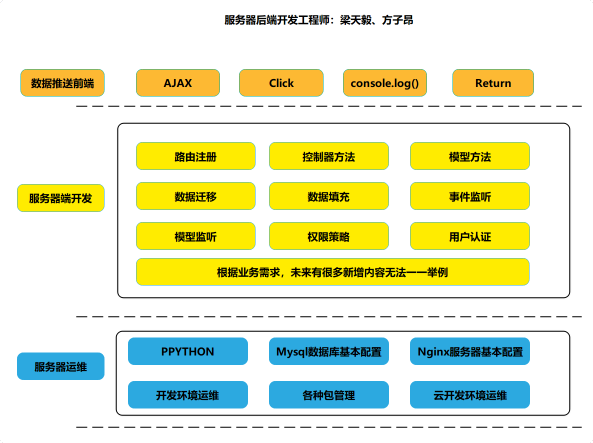 服务器后端开发工程师：梁天毅、方子昂
数据推送前端 AJAX Click console.log() Return
路由注册 控制器方法 模型方法
服务器端开发 数据迁移 数据填充 事件监听
模型监听 权限策略 用户认证
根据业务需求，未来有很多新增内容无法一一举例
服务器运维 PPYTHON Mysql数据库基本配置 Nginx服务器基本配置
开发环境运维 各种包管理 云开发环境运维